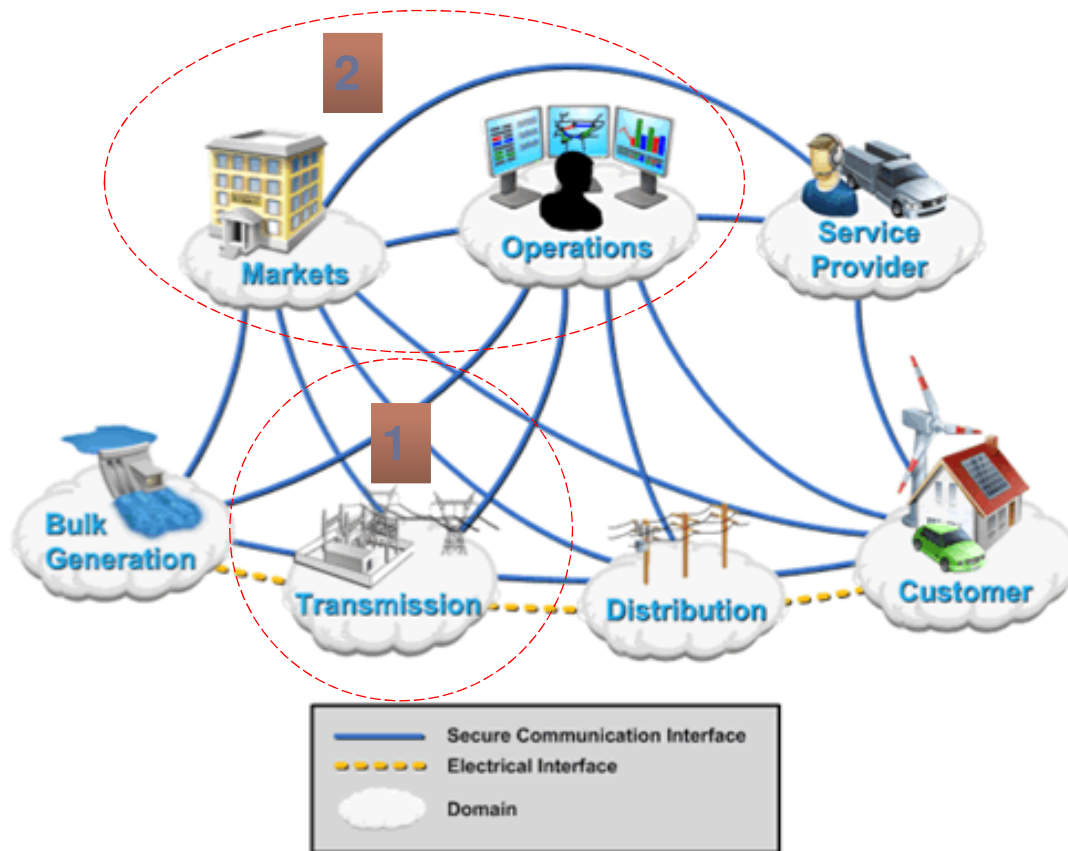 2
Markets
Operations
Service
Provider
1
Bulk
Generation
Transmission
Distribution
Customer
Secure Communication Interface
Electrical Interface
Domain